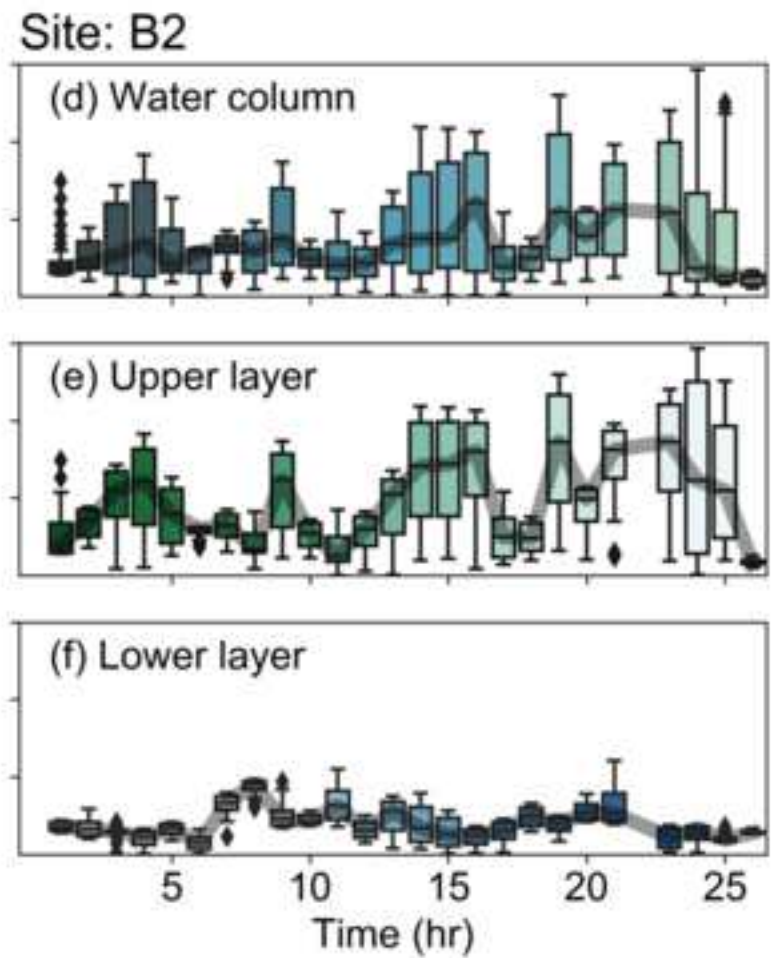 Site: B2
(d) Water column
(e) Upper layer
(f) Lower layer
5 10 15 20 25
Time (hr)